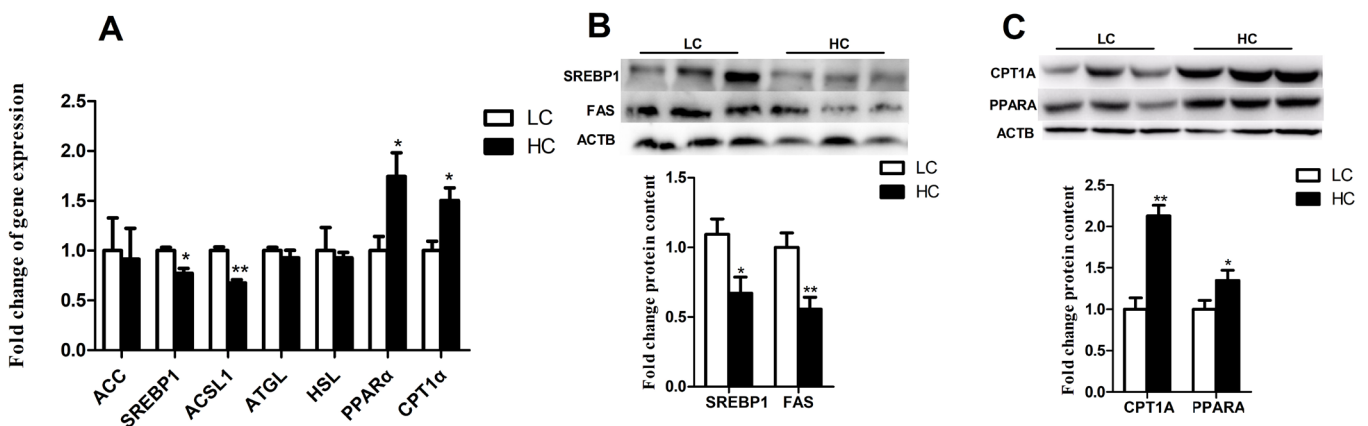 A
Fold change of gene expression
2.5
2.0
1.5
1.0
0.5
0.0
LC
HC
*
**
*
*
ACC
SREBP1
ACSL1
ATGL
HSL
PPARα
CPT1α
B
LC HC
SREBP1
FAS
ACTB
LC
HC
Fold change protein content
1.5
1.0
0.5
0.0
*
**
SREBP1 FAS
C
LC HC
CPT1A
PPARA
ACTB
LC
HC
Fold change protein content
2.5
2.0
1.5
1.0
0.5
0.0
**
*
CPT1A PPARA